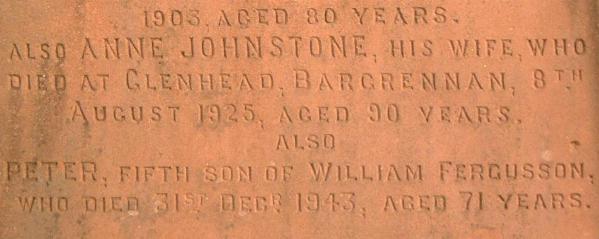 1903. AGED 80 YEARS.
ALSO ANNE JOHNSTONE, HIS WIFE, WHO
DIED AT GLENHEAD, BARGRENNAN, 8TH
AUGUST 1925, AGED 90 YEARS.
ALSO
PETER, FIFTH SON OF WILLIAM FERGUSSON,
WHO DIED 31ST DECR. 1943, AGED 71 YEARS.